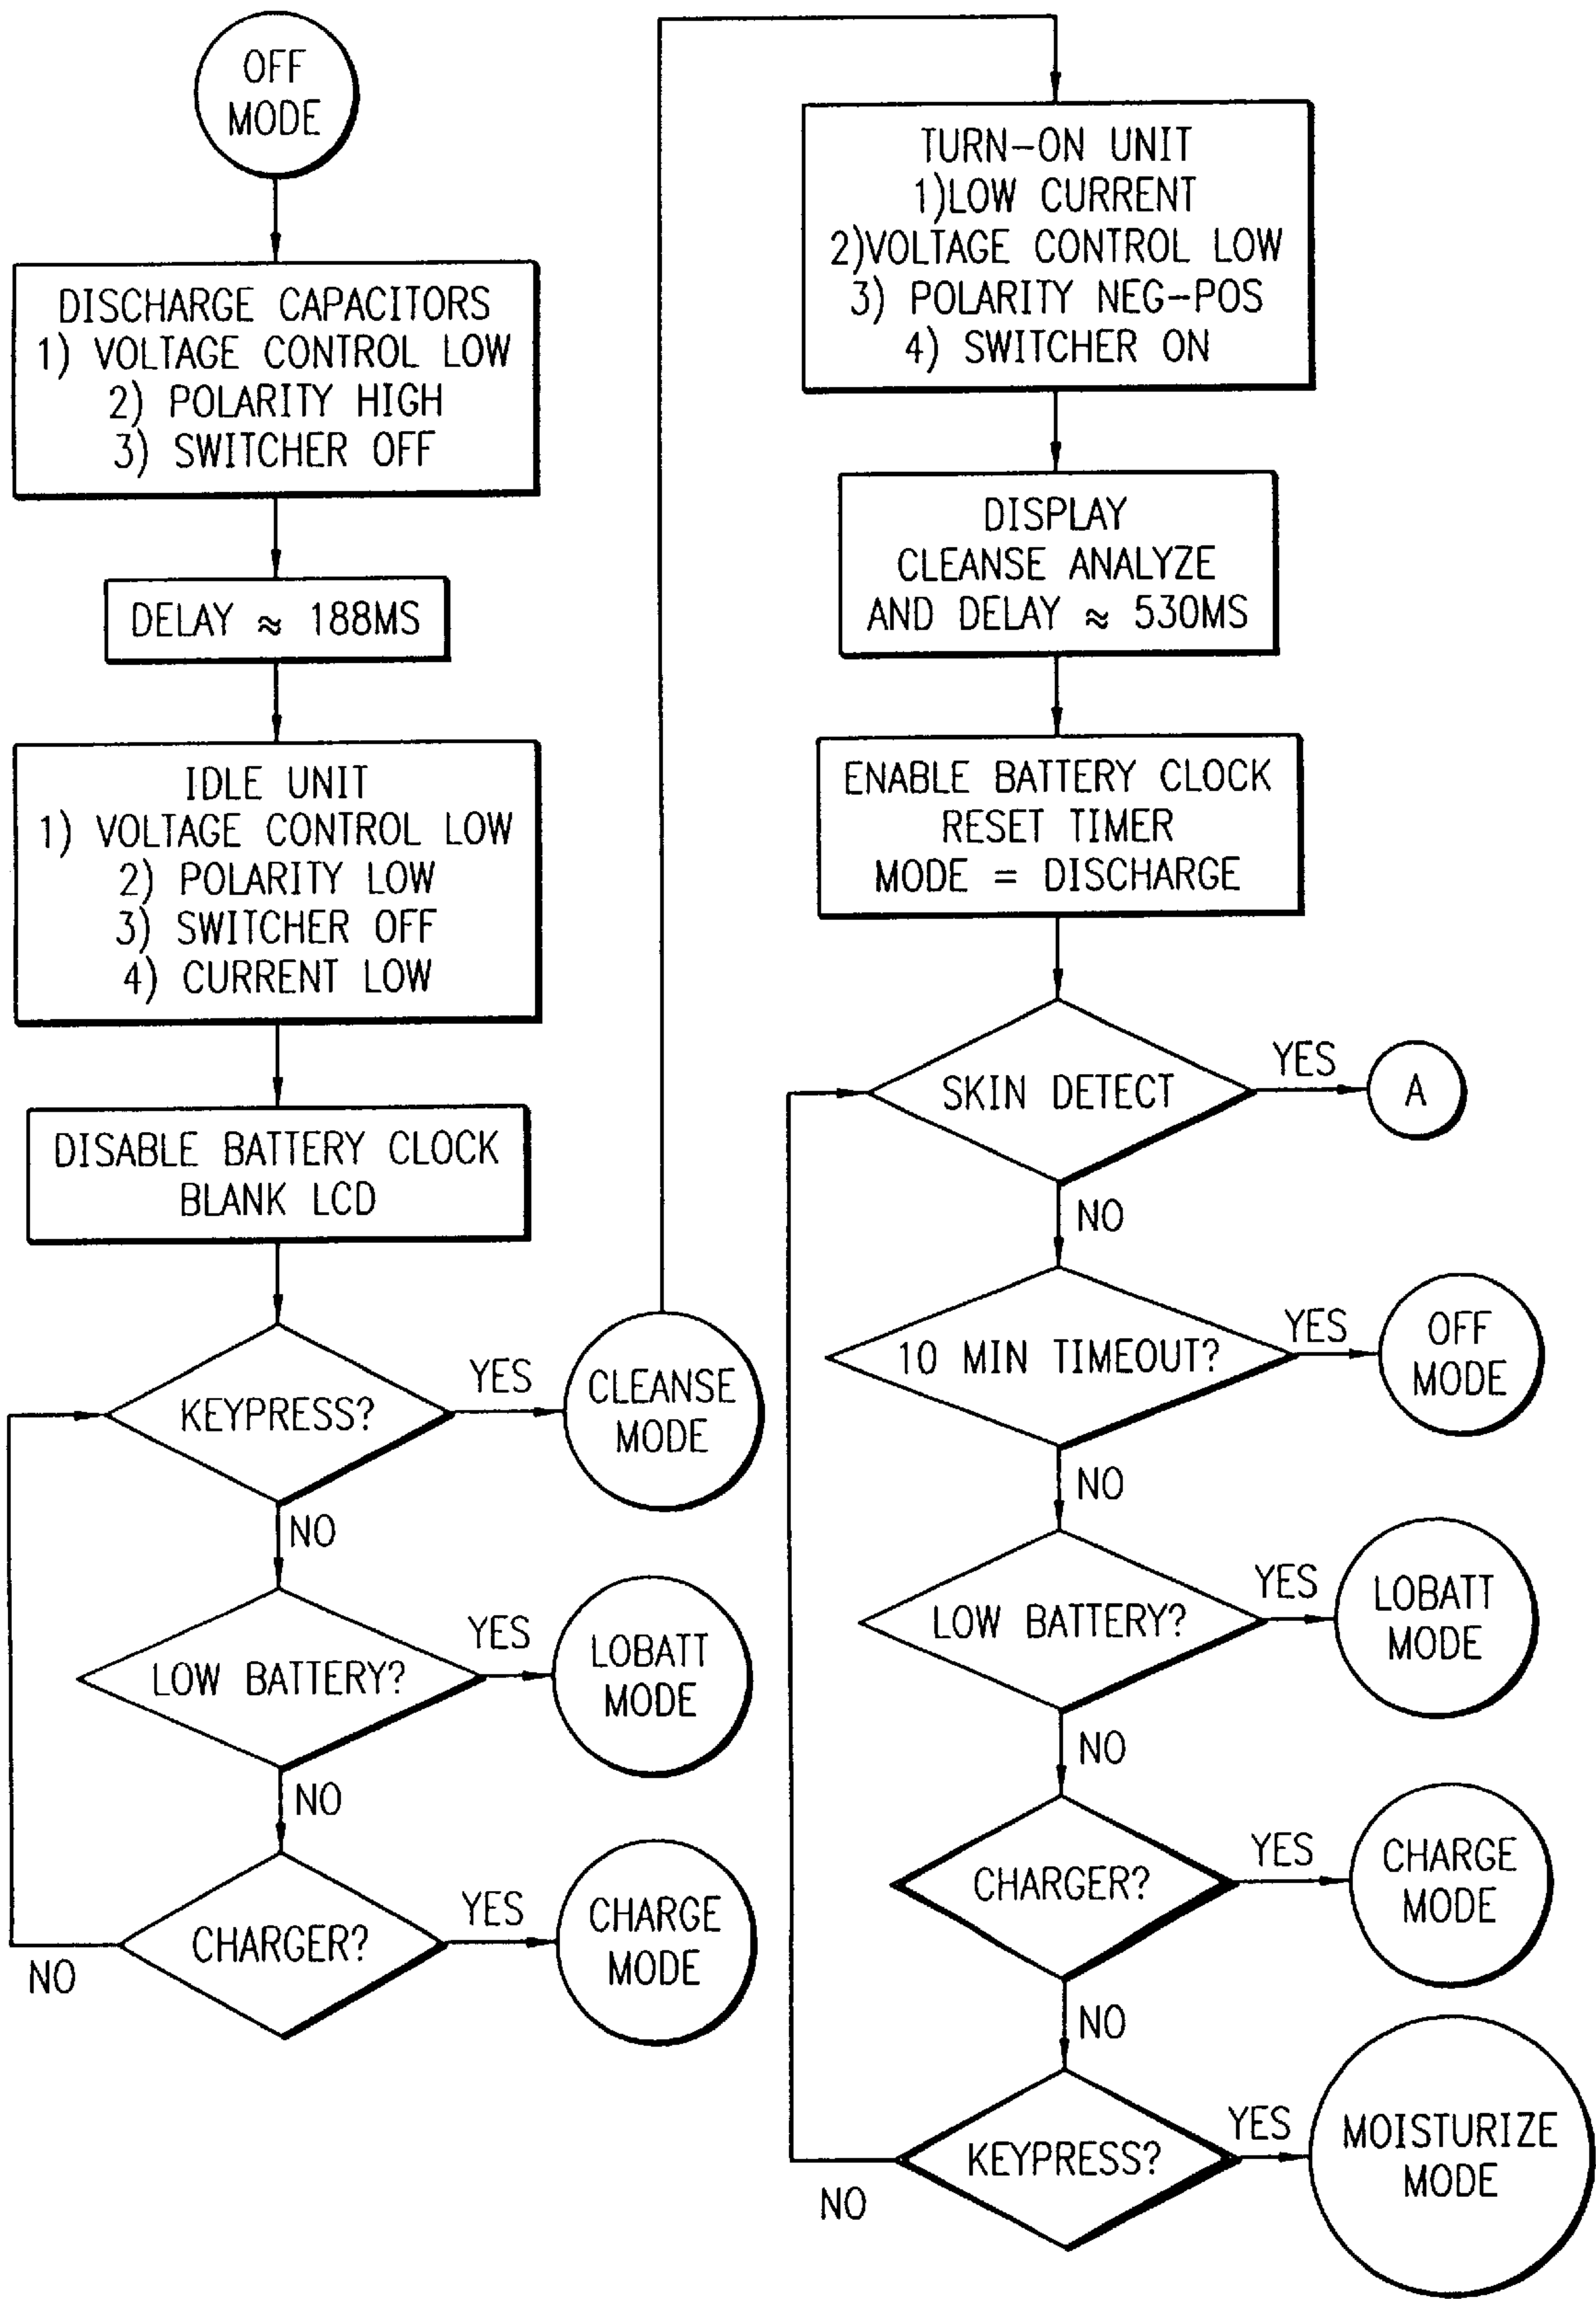 OFF
MODE
DISCHARGE CAPACITORS
1) VOLTAGE CONTROL LOW
2) POLARITY HIGH
3) SWITCHER OFF
DELAY ≈ 188MS
IDLE UNIT
1) VOLTAGE CONTROL LOW
2) POLARITY LOW
3) SWITCHER OFF
4) CURRENT LOW
DISABLE BATTERY CLOCK
BLANK LCD
KEYPRESS?
YES
CLEANSE
MODE
NO
LOW BATTERY?
YES
LOBATT
MODE
NO
CHARGER?
YES
CHARGE
MODE
NO
TURN-ON UNIT
1)LOW CURRENT
2)VOLTAGE CONTROL LOW
3) POLARITY NEG-POS
4) SWITCHER ON
DISPLAY
CLEANSE ANALYZE
AND DELAY ≈ 530MS
ENABLE BATTERY CLOCK
RESET TIMER
MODE = DISCHARGE
SKIN DETECT
YES
A
NO
10 MIN TIMEOUT?
YES
OFF
MODE
NO
LOW BATTERY?
YES
LOBATT
MODE
NO
CHARGER?
YES
CHARGE
MODE
NO
KEYPRESS?
YES
MOISTURIZE
MODE
NO